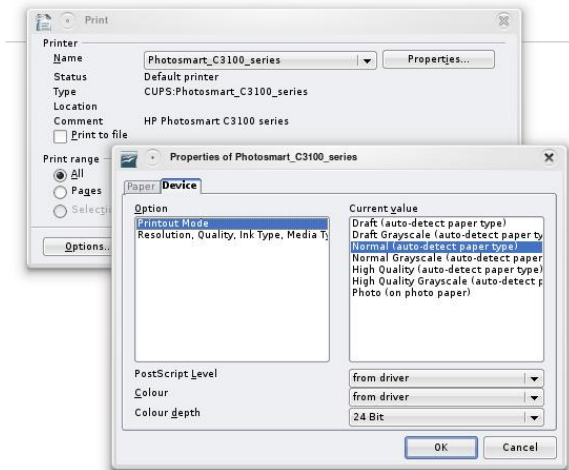 Print
Printer
Name Photosmart_C3100_series Properties...
Status Default printer
Type CUPS:Photosmart_C3100_series
Location
Comment HP Photosmart C3100 series
Print to file
Print range
All
Pages
Options..
Properties of Photosmart_C3100_series
Paper Device
Option Current value
Printout Mode Draft (auto-detect paper type)
Resolution, Quality, Ink Type, Media Draft Grayscale (auto-detect paper
Normal (auto-detect paper type)
Normal Grayscale (auto-detect paper
High Quality (auto-detect paper type)
High Quality Grayscale (auto-detect
Photo (on photo paper)
PostScript Level from driver
Colour from driver
Colour depth 24 Bit
OK Cancel